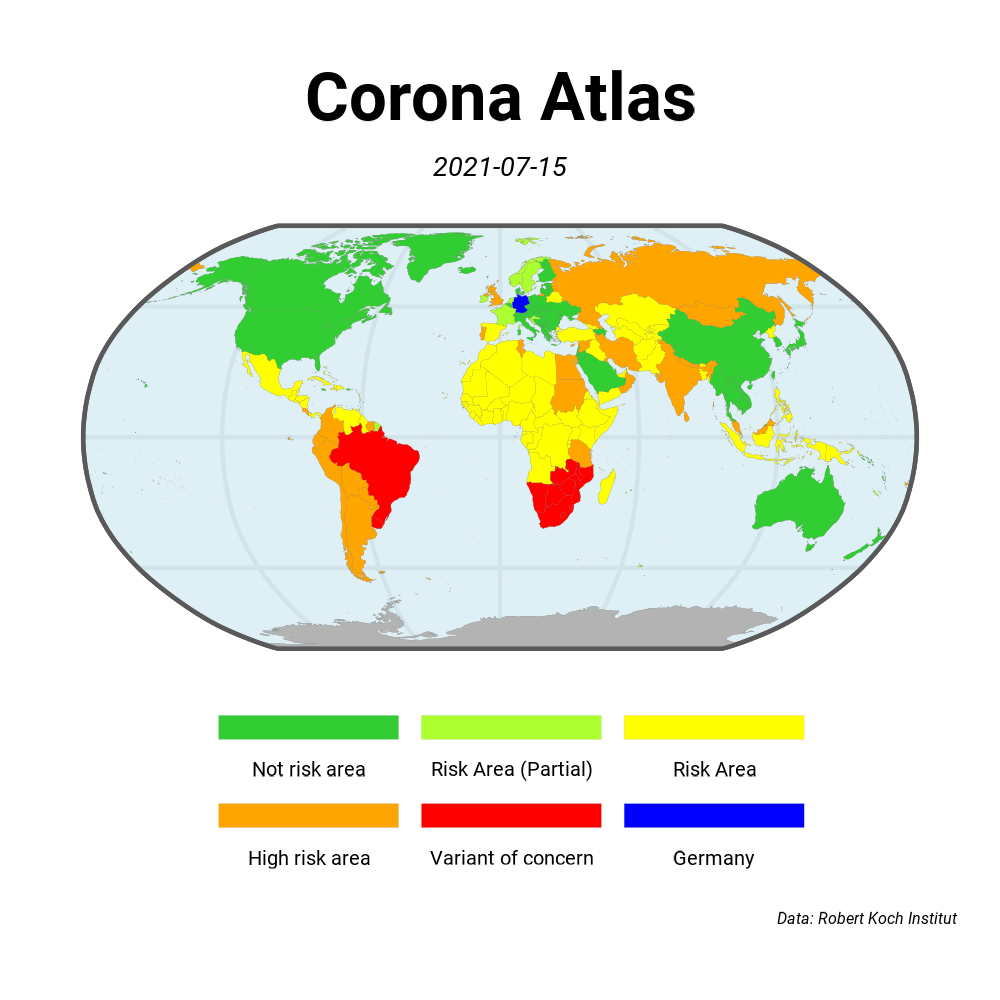 Corona Atlas
2021-07-15
Not risk area
Risk Area (Partial)
Risk Area
High risk area
Variant of concern
Germany
Data: Robert Koch Institut